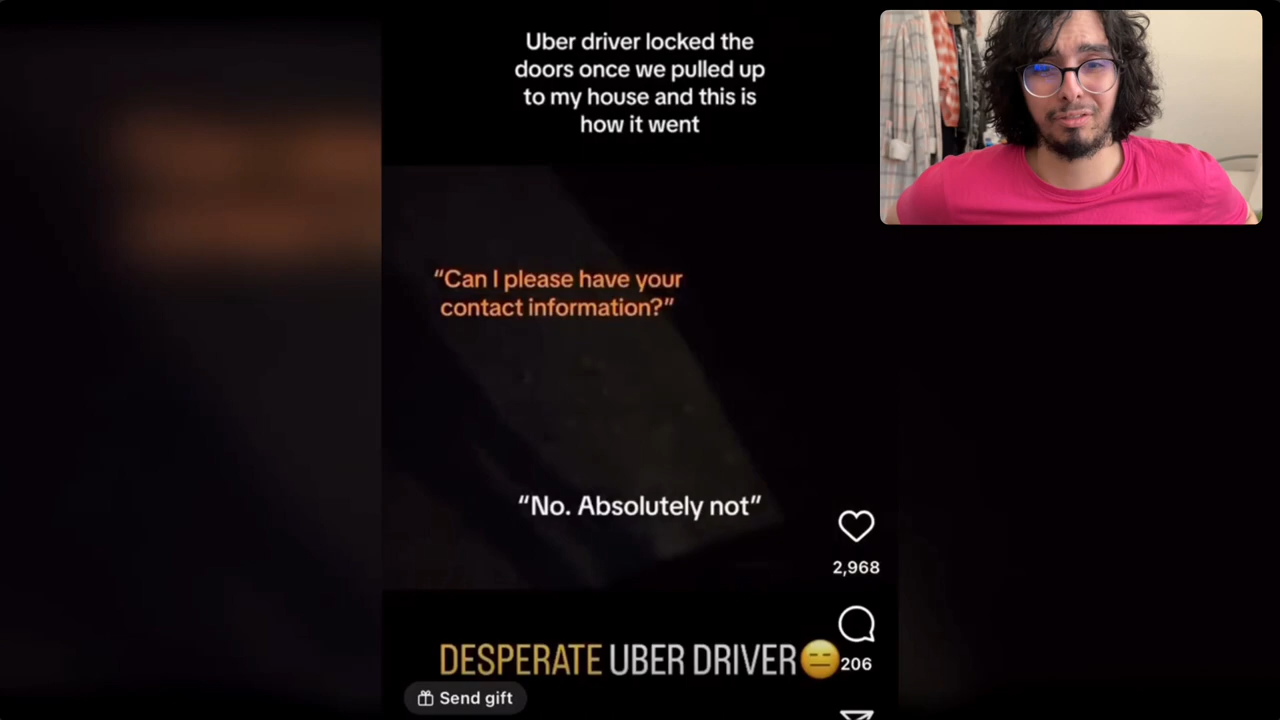 Uber driver locked the
doors once we pulled up
to my house and this is
how it went
“Can I please have your
contact information?”
“No. Absolutely not”
2,968
DESPERATE UBER DRIVER😑
206
Send gift